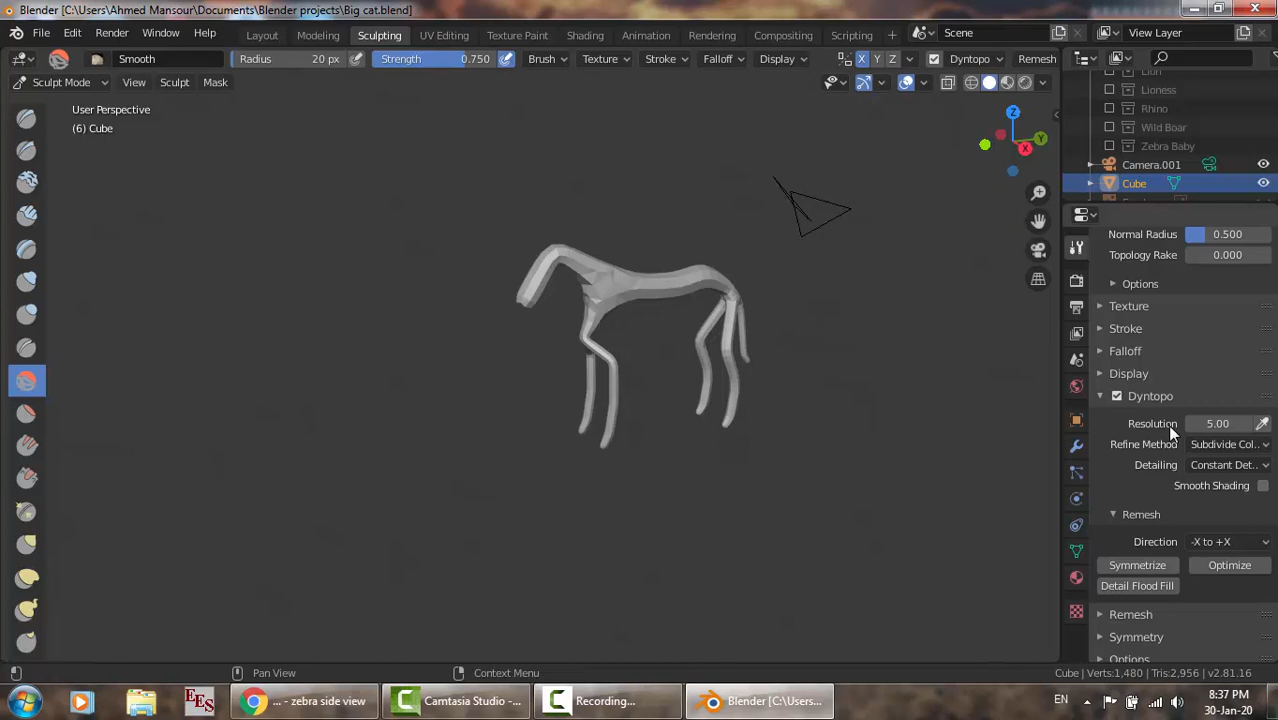 Blender [C:\Users\Ahmed Mansour\Documents\Blender projects\Big cat.blend]
File Edit Render Window Help Layout Modeling Sculpting UV Editing Texture Paint Shading Animation Rendering Compositing Scripting + Scene View Layer
Smooth Radius 20 px Strength 0.750 Brush Texture Stroke Falloff Display X Y Z Dyntopo Remesh
Sculpt Mode View Sculpt Mask
Lioness
Rhino
Wild Boar
Zebra Baby
Camera.001
Cube
User Perspective
(6) Cube
Z
Y
X
Normal Radius 0.500
Topology Rake 0.000
Options
Texture
Stroke
Falloff
Display
Dyntopo
Resolution 5.00
Refine Method Subdivide Col..
Detailing Constant Det..
Smooth Shading
Remesh
Direction -X to +X
Symmetrize Optimize
Detail Flood Fill
Remesh
Symmetry
Options
Pan View Context Menu Cube | Verts:1,480 | Tris:2,956 | v2.81.16
EES ... - zebra side view Camtasia Studio -... Recording... Blender [C:\Users... EN 8:37 PM
30-Jan-20